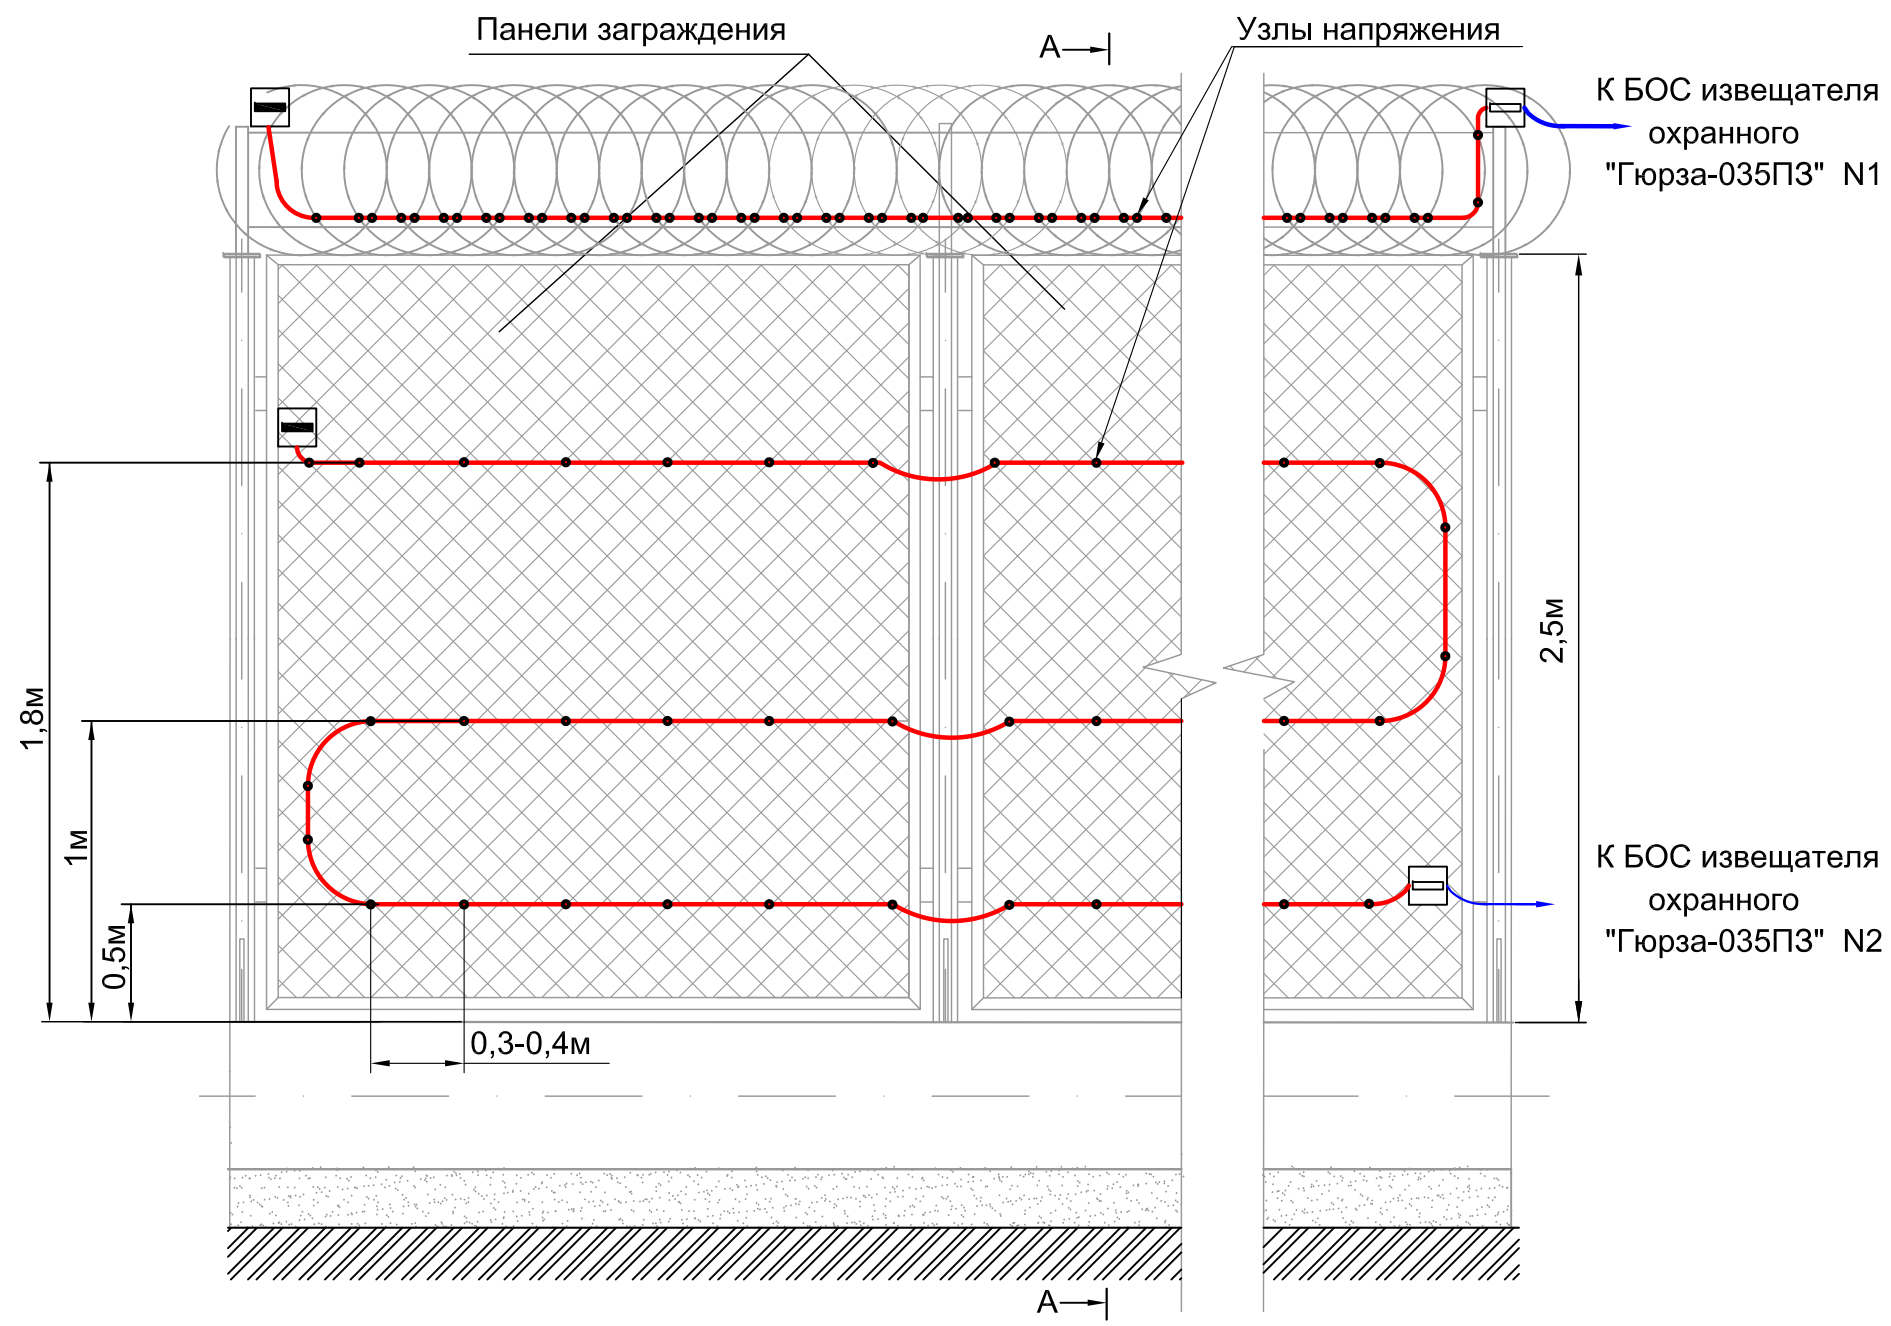 Панели заграждения
А
Узлы напряжения
К БОС извещателя
охранного
"Гюрза-035ПЗ" N1
2,5м
1,8м
1м
0,5м
К БОС извещателя
охранного
"Гюрза-035ПЗ" N2
0,3-0,4м
А